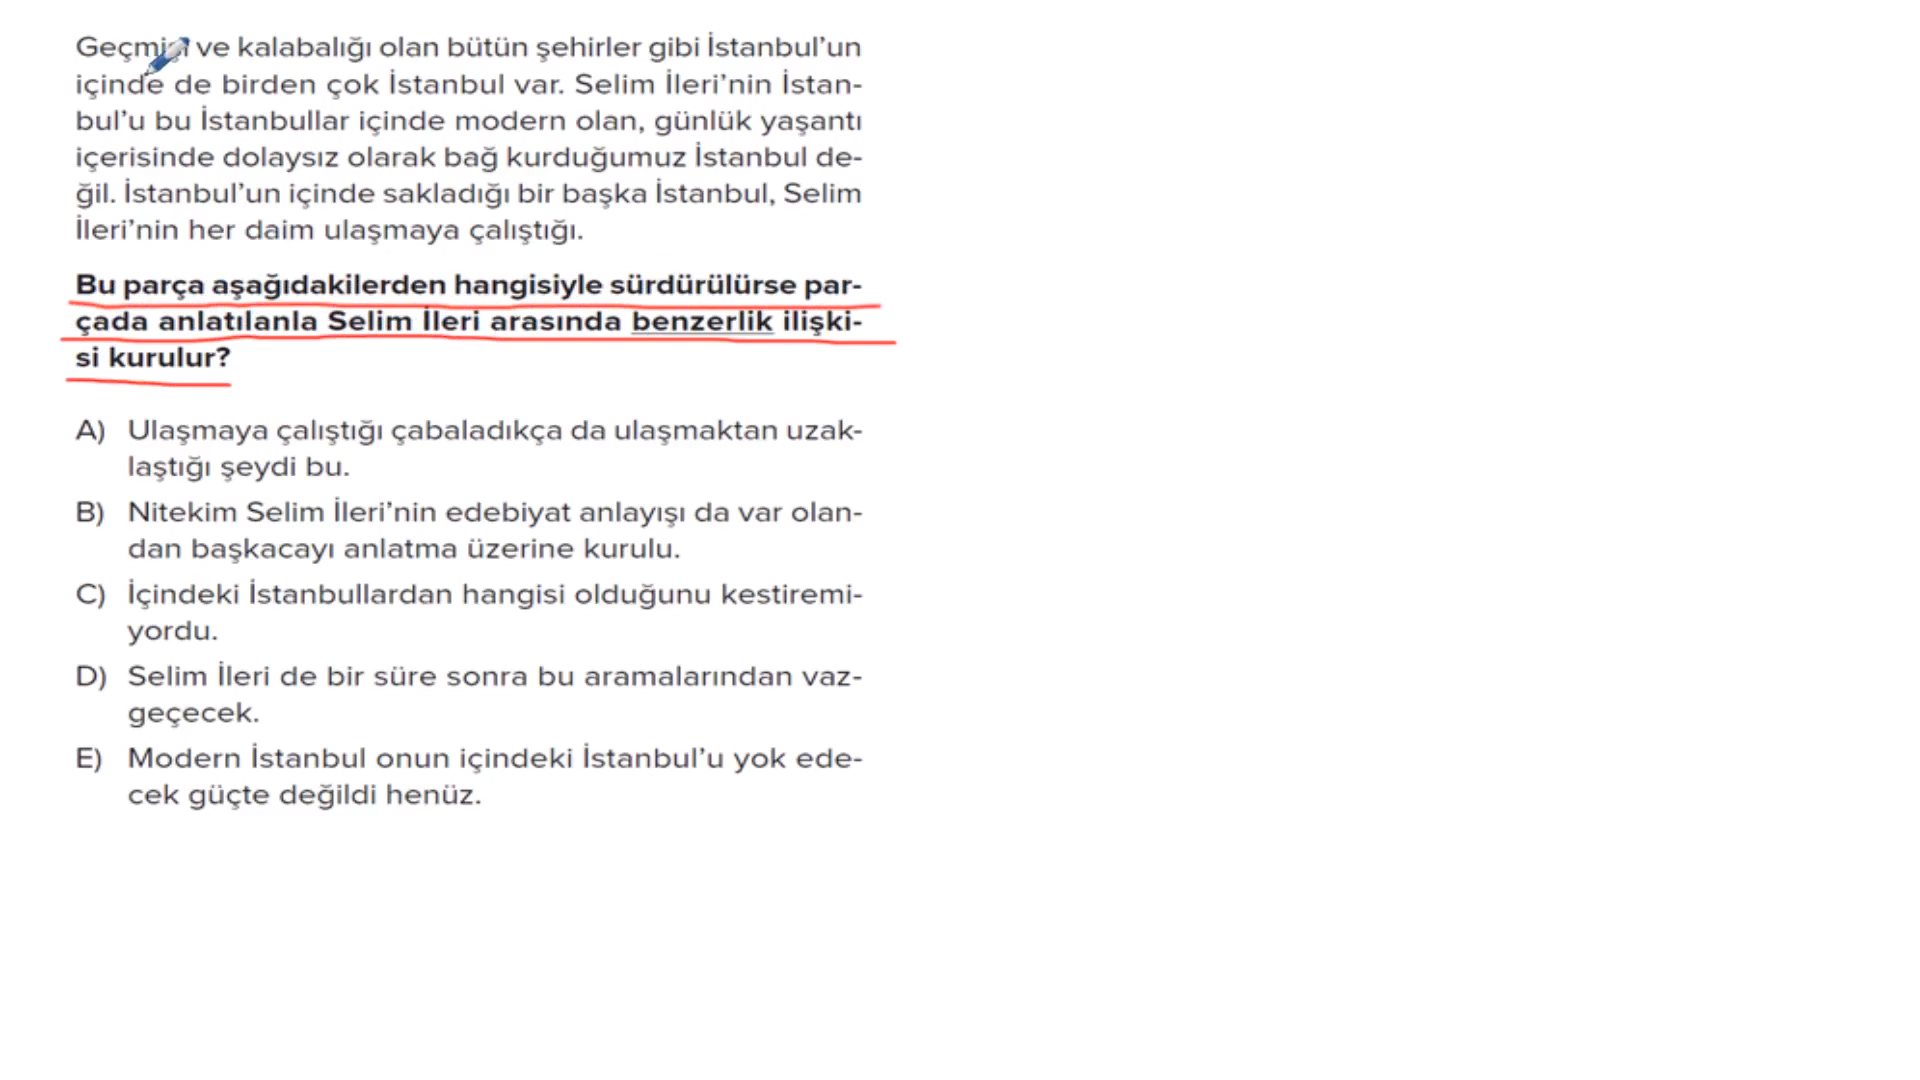 Geçmişi ve kalabalığı olan bütün şehirler gibi İstanbul’un
içinde de birden çok İstanbul var. Selim İleri’nin İstan-
bul’u bu İstanbullar içinde modern olan, günlük yaşantı
içerisinde dolaysız olarak bağ kurduğumuz İstanbul de-
ğil. İstanbul’un içinde sakladığı bir başka İstanbul, Selim
İleri’nin her daim ulaşmaya çalıştığı.
Bu parça aşağıdakilerden hangisiyle sürdürülürse par-
çada anlatılanla Selim İleri arasında benzerlik ilişki-
si kurulur?
A) Ulaşmaya çalıştığı çabaladıkça da ulaşmaktan uzak-
laştığı şeydi bu.
B) Nitekim Selim İleri’nin edebiyat anlayışı da var olan-
dan başkacayı anlatma üzerine kurulu.
C) İçindeki İstanbullardan hangisi olduğunu kestiremi-
yordu.
D) Selim İleri de bir süre sonra bu aramalarından vaz-
geçecek.
E) Modern İstanbul onun içindeki İstanbul’u yok ede-
cek güçte değildi henüz.